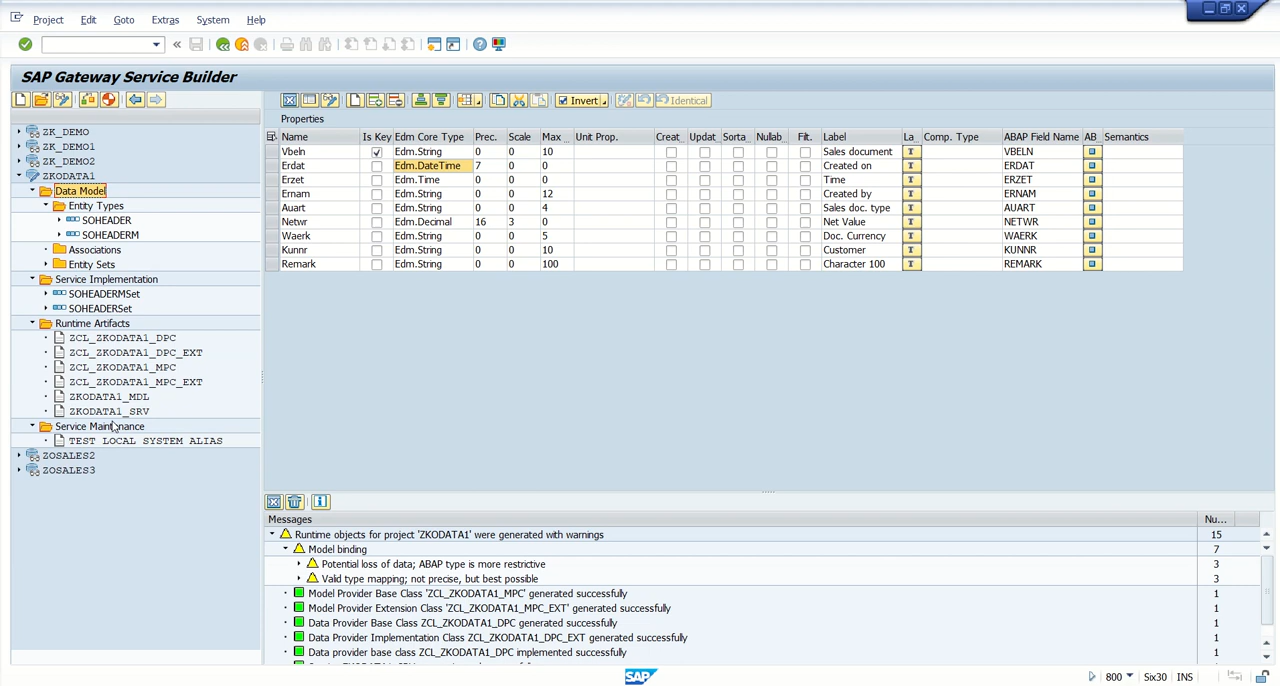 Project Edit Goto Extras System Help
SAP Gateway Service Builder
Invert
Identical
ZK_DEMO
ZK_DEMO1
ZK_DEMO2
ZKODATA1
Data Model
Entity Types
SOHEADER
SOHEADERM
Associations
Entity Sets
Service Implementation
SOHEADERMSet
SOHEADERSet
Runtime Artifacts
ZCL_ZKODATA1_DPC
ZCL_ZKODATA1_DPC_EXT
ZCL_ZKODATA1_MPC
ZCL_ZKODATA1_MPC_EXT
ZKODATA1_MDL
ZKODATA1_SRV
Service Maintenance
TEST LOCAL SYSTEM ALIAS
ZOSALES2
ZOSALES3
Properties
Name Is Key Edm Core Type Prec. Scale Max ... Unit Prop. Creat... Updat... Sorta... Nullab... Filt. Label La... Comp. Type ABAP Field Name AB... Semantics
Vbeln Edm.String 0 0 10 Sales document T VBELN
Erdat Edm.DateTime 7 0 0 Created on T ERDAT
Erzet Edm.Time 0 0 0 Time T ERZET
Ernam Edm.String 0 0 12 Created by T ERNAM
Auart Edm.String 0 0 4 Sales doc. type T AUART
Netwr Edm.Decimal 16 3 0 Net Value T NETWR
Waerk Edm.String 0 0 5 Doc. Currency T WAERK
Kunnr Edm.String 0 0 10 Customer T KUNNR
Remark Edm.String 0 0 100 Character 100 T REMARK
Messages Nu...
Runtime objects for project 'ZKODATA1' were generated with warnings 15
Model binding 7
Potential loss of data; ABAP type is more restrictive 3
Valid type mapping; not precise, but best possible 3
Model Provider Base Class 'ZCL_ZKODATA1_MPC' generated successfully 1
Model Provider Extension Class 'ZCL_ZKODATA1_MPC_EXT' generated successfully 1
Data Provider Base Class ZCL_ZKODATA1_DPC generated successfully 1
Data Provider Implementation Class ZCL_ZKODATA1_DPC_EXT generated successfully 1
Data provider base class ZCL_ZKODATA1_DPC implemented successfully 1
SAP
800 Six30 INS